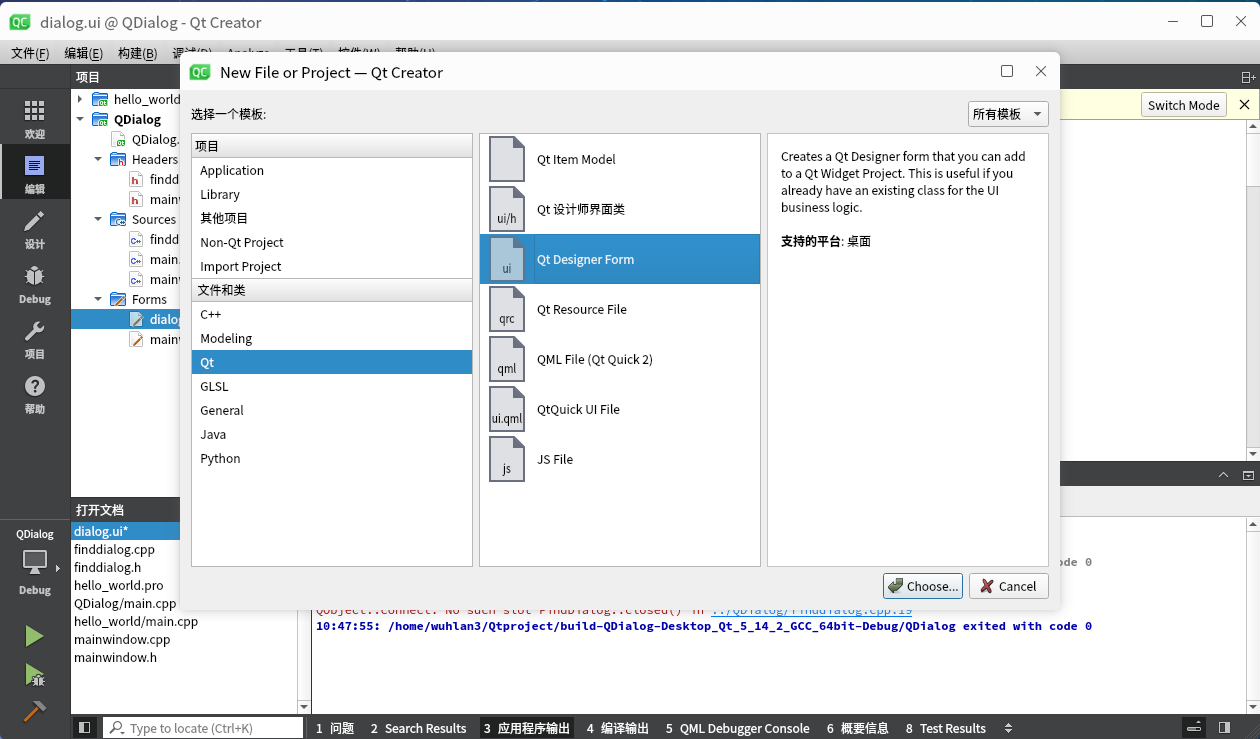 dialog.ui @ QDialog - Qt Creator
文件(F) 编辑(E) 构建(B)
New File or Project — Qt Creator
项目
选择一个模板:
所有模板
Switch Mode
欢迎
编辑
设计
Debug
项目
帮助
hello_world
QDialog
QDialog.
Headers
findd
main
Sources
findd
main.
main
Forms
dialog
main
项目
Application
Library
其他项目
Non-Qt Project
Import Project
文件和类
C++
Modeling
Qt
GLSL
General
Java
Python
Qt Item Model
ui/h Qt 设计师界面类
ui Qt Designer Form
qrc Qt Resource File
qml QML File (Qt Quick 2)
ui.qml QtQuick UI File
js JS File
Creates a Qt Designer form that you can add
to a Qt Widget Project. This is useful if you
already have an existing class for the UI
business logic.
支持的平台: 桌面
Choose...
Cancel
打开文档
dialog.ui*
finddialog.cpp
finddialog.h
hello_world.pro
QDialog/main.cpp
hello_world/main.cpp
mainwindow.cpp
mainwindow.h
QDialog
Debug
ode 0
QObject::connect: No such slot FindDialog::closed() in ../QDialog/finddialog.cpp:19
10:47:55: /home/wuhlan3/Qtproject/build-QDialog-Desktop_Qt_5_14_2_GCC_64bit-Debug/QDialog exited with code 0
Type to locate (Ctrl+K)
1 问题 2 Search Results 3 应用程序输出 4 编译输出 5 QML Debugger Console 6 概要信息 8 Test Results